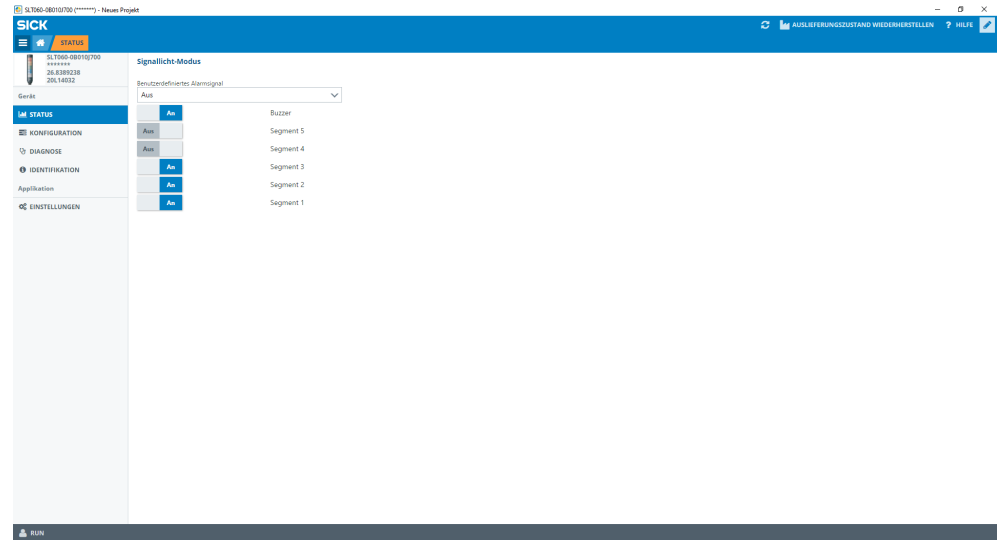 SLT060-0B010J700 (*******) - Neues Projekt
SICK
AUSLIEFERUNGSZUSTAND WIEDERHERSTELLEN
? HILFE
STATUS
SLT060-0B010J700
*******
26.8389238
20L14032
Gerät
STATUS
KONFIGURATION
DIAGNOSE
IDENTIFIKATION
Applikation
EINSTELLUNGEN
Signallicht-Modus
Benutzerdefiniertes Alarmsignal
Aus
An Buzzer
Aus Segment 5
Aus Segment 4
An Segment 3
An Segment 2
An Segment 1
RUN